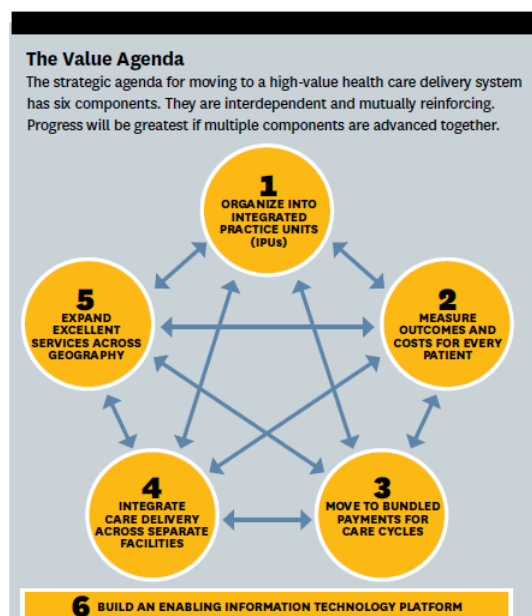 The Value Agenda
The strategic agenda for moving to a high-value health care delivery system
has six components. They are interdependent and mutually reinforcing.
Progress will be greatest if multiple components are advanced together.
1
ORGANIZE INTO
INTEGRATED
PRACTICE UNITS
(IPUs)
2
MEASURE
OUTCOMES AND
COSTS FOR EVERY
PATIENT
3
MOVE TO BUNDLED
PAYMENTS FOR
CARE CYCLES
4
INTEGRATE
CARE DELIVERY
ACROSS SEPARATE
FACILITIES
5
EXPAND
EXCELLENT
SERVICES ACROSS
GEOGRAPHY
6 BUILD AN ENABLING INFORMATION TECHNOLOGY PLATFORM